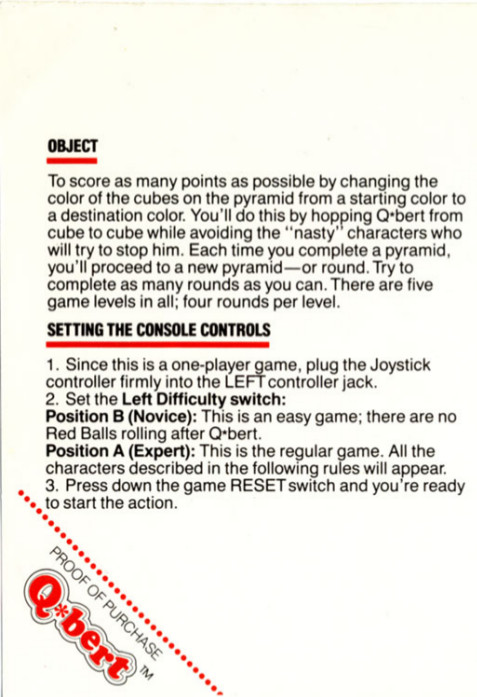 OBJECT
To score as many points as possible by changing the
color of the cubes on the pyramid from a starting color to
a destination color. You'll do this by hopping Q*bert from
cube to cube while avoiding the "nasty" characters who
will try to stop him. Each time you complete a pyramid,
you'll proceed to a new pyramid—or round. Try to
complete as many rounds as you can. There are five
game levels in all; four rounds per level.
SETTING THE CONSOLE CONTROLS
1. Since this is a one-player game, plug the Joystick
controller firmly into the LEFT controller jack.
2. Set the Left Difficulty switch:
Position B (Novice): This is an easy game; there are no
Red Balls rolling after Q*bert.
Position A (Expert): This is the regular game. All the
characters described in the following rules will appear.
3. Press down the game RESET switch and you're ready
to start the action.
PROOF OF PURCHASE
Q*bert™